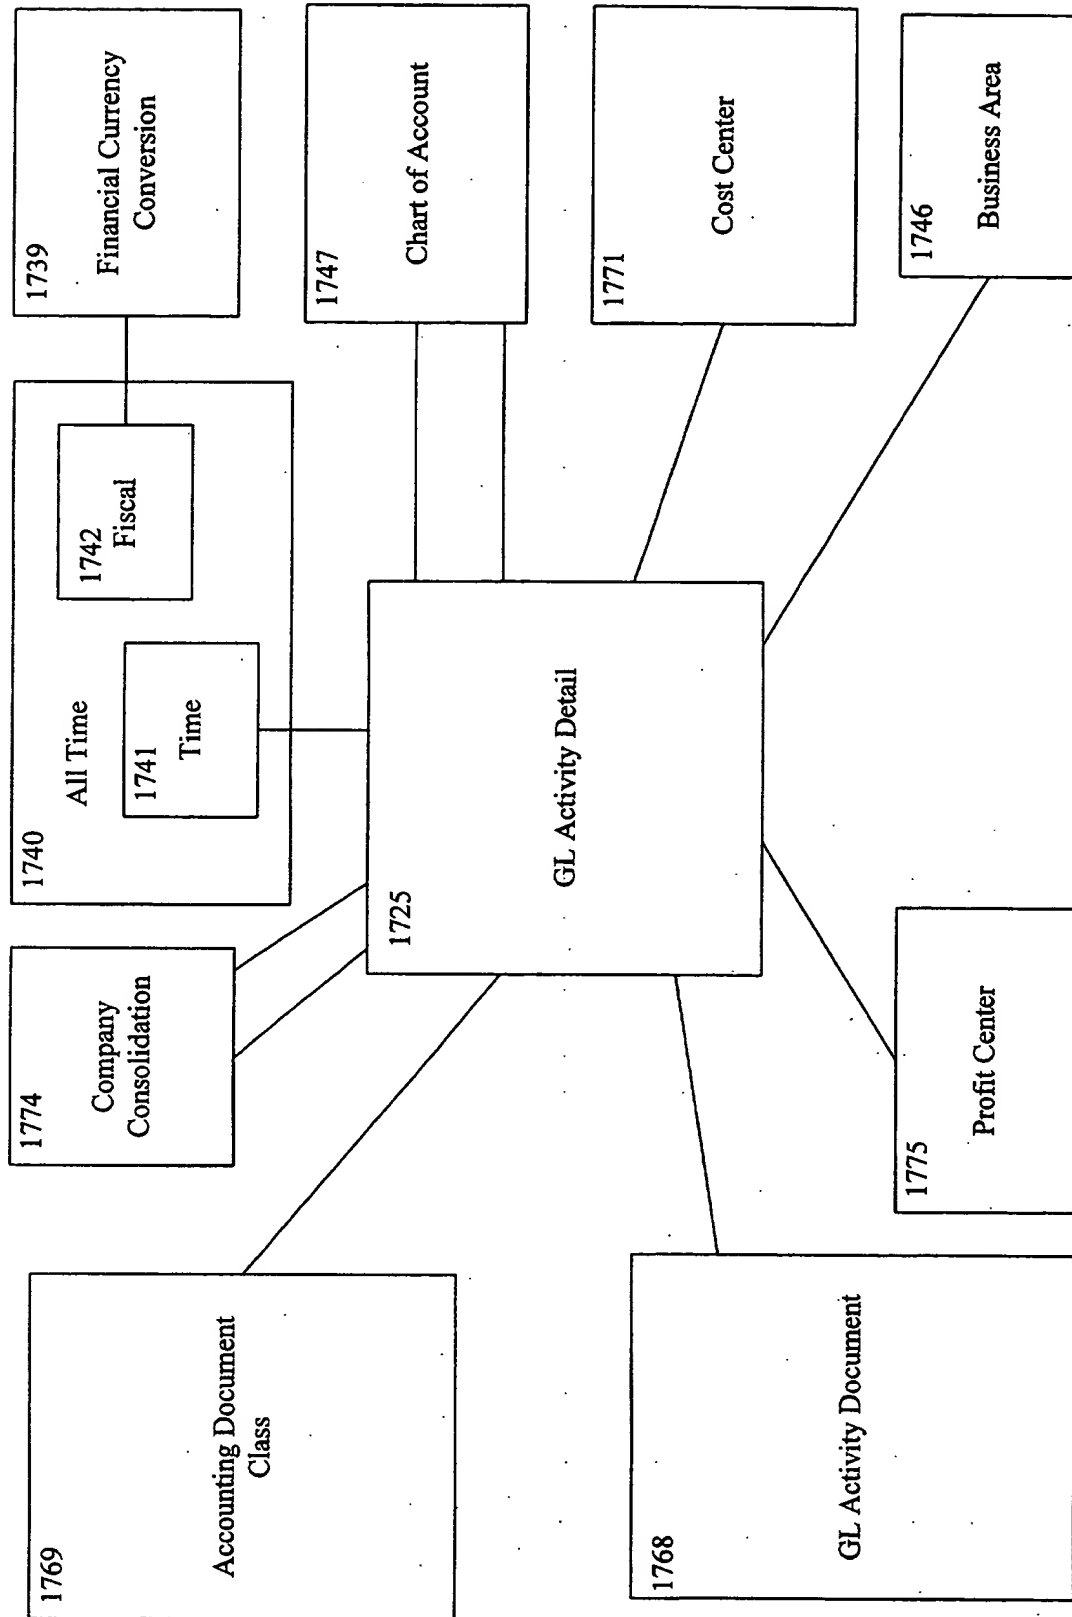 1769
Accounting Document
Class
1774
Company
Consolidation
1740
All Time
1741
Time
1742
Fiscal
1739
Financial Currency
Conversion
1725
GL Activity Detail
1747
Chart of Account
1771
Cost Center
1768
GL Activity Document
1775
Profit Center
1746
Business Area